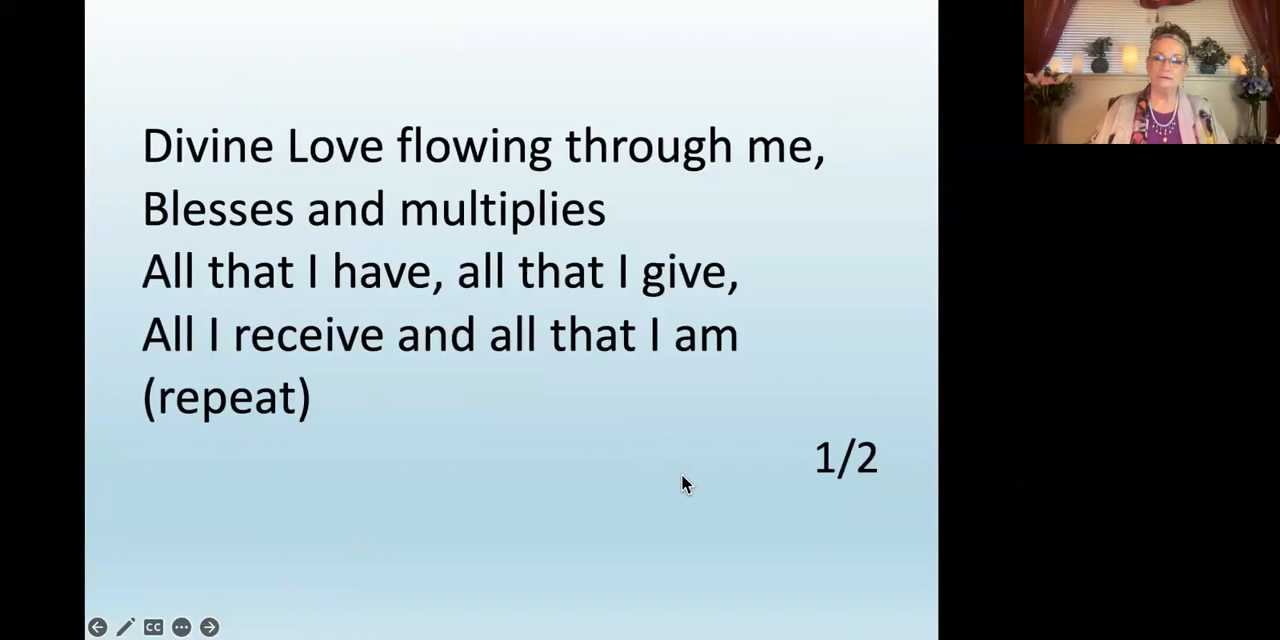 Divine Love flowing through me,
Blesses and multiplies
All that I have, all that I give,
All I receive and all that I am
(repeat)
1/2
CC